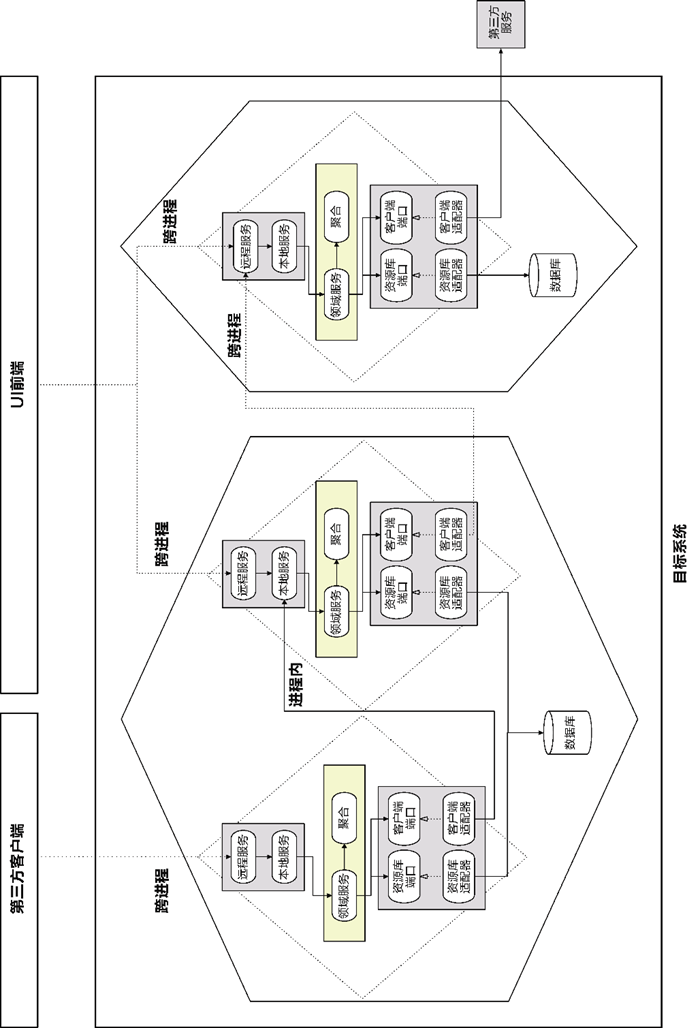 第三方客户端
UI前端
跨进程
跨进程
跨进程
远程服务
本地服务
远程服务
本地服务
远程服务
本地服务
进程内
跨进程
领域服务
聚合
领域服务
聚合
领域服务
聚合
资源库
端口
客户端
端口
资源库
适配器
客户端
适配器
资源库
端口
客户端
端口
资源库
适配器
客户端
适配器
资源库
端口
客户端
端口
资源库
适配器
客户端
适配器
第三方
服务
数据库
数据库
目标系统